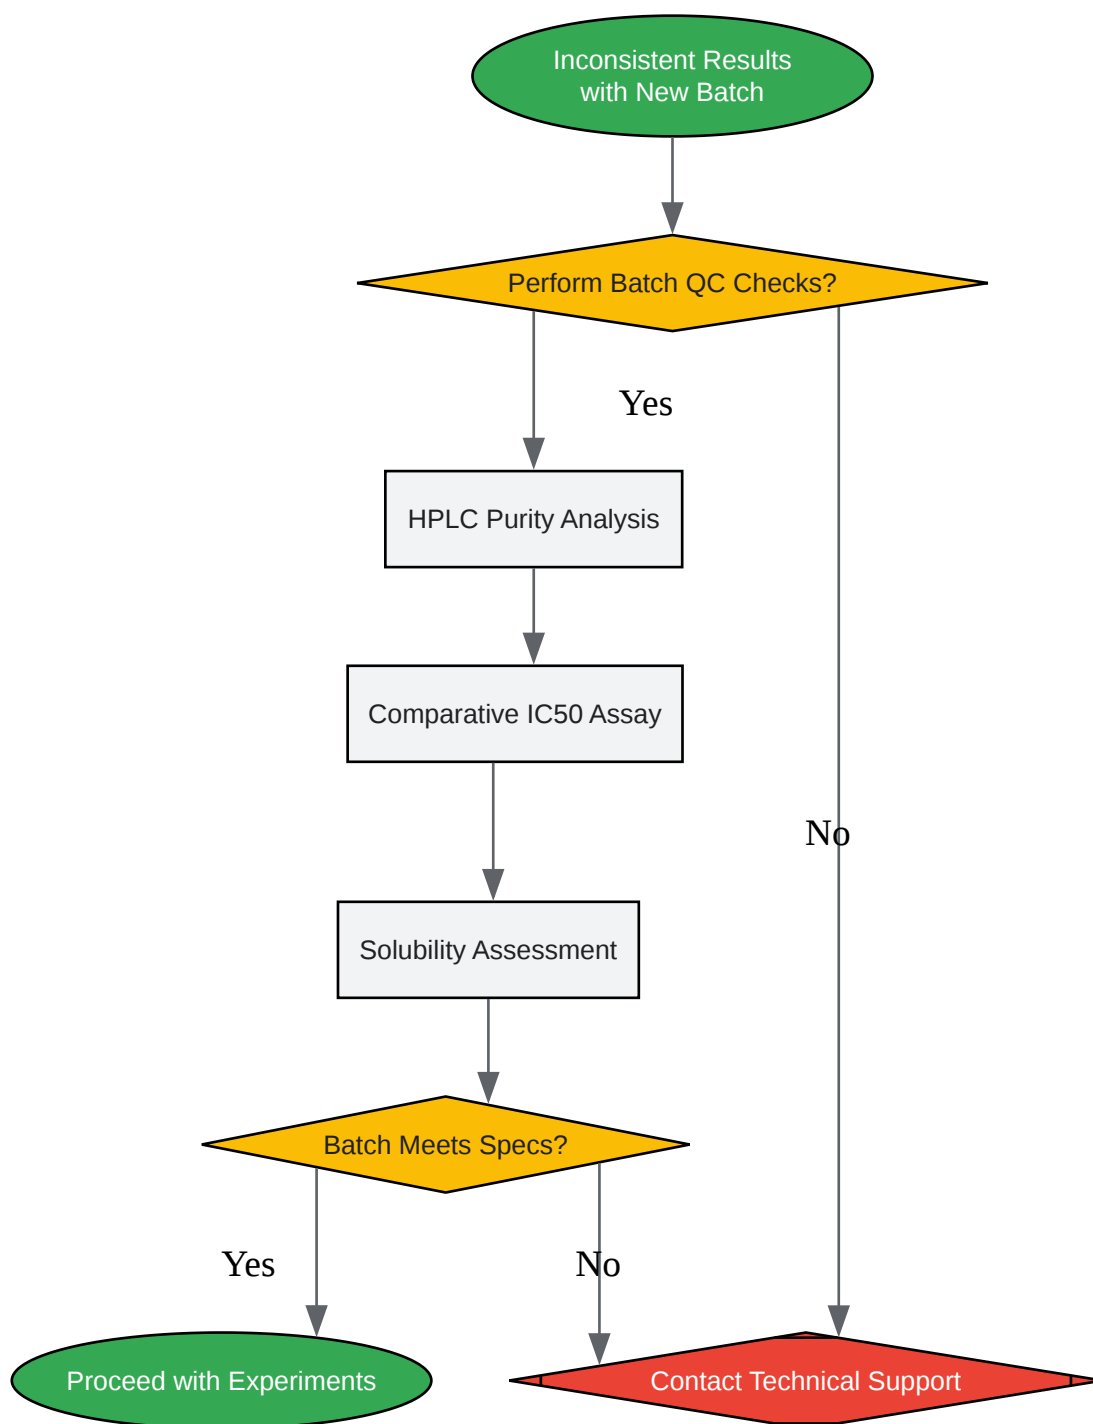 Inconsistent Results
with New Batch
Perform Batch QC Checks?
Yes
HPLC Purity Analysis
Comparative IC50 Assay
No
Solubility Assessment
Batch Meets Specs?
Yes
No
Proceed with Experiments
Contact Technical Support